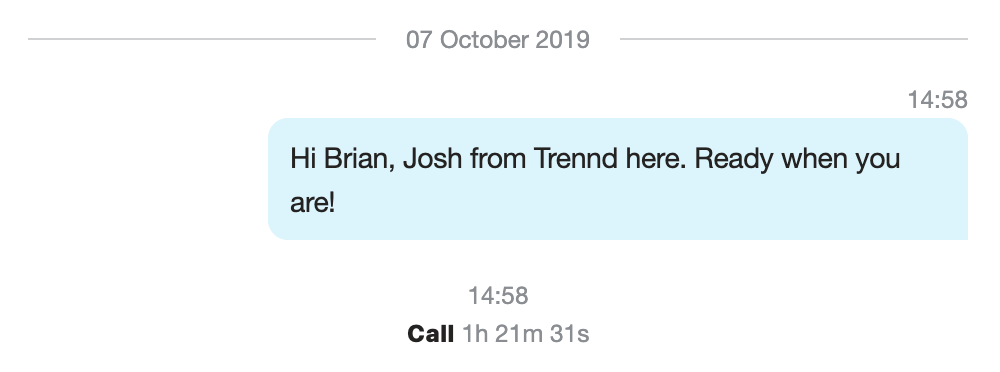 07 October 2019
14:58
Hi Brian, Josh from Trennd here. Ready when you
are!
14:58
Call 1h 21m 31s